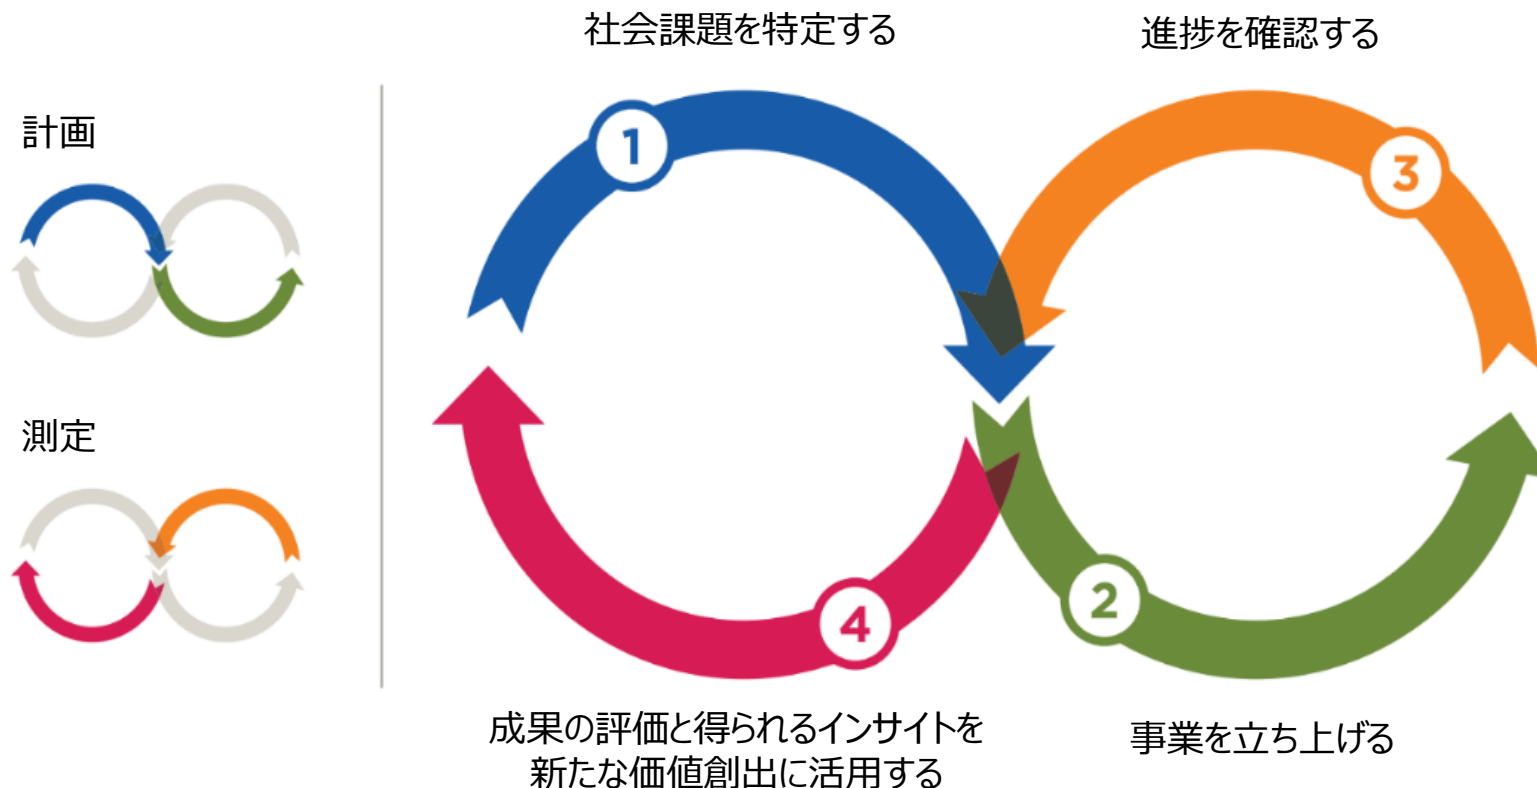 計画
測定
社会課題を特定する
1
事業を立ち上げる
2
進捗を確認する
3
成果の評価と得られるインサイトを
新たな価値創出に活用する
4